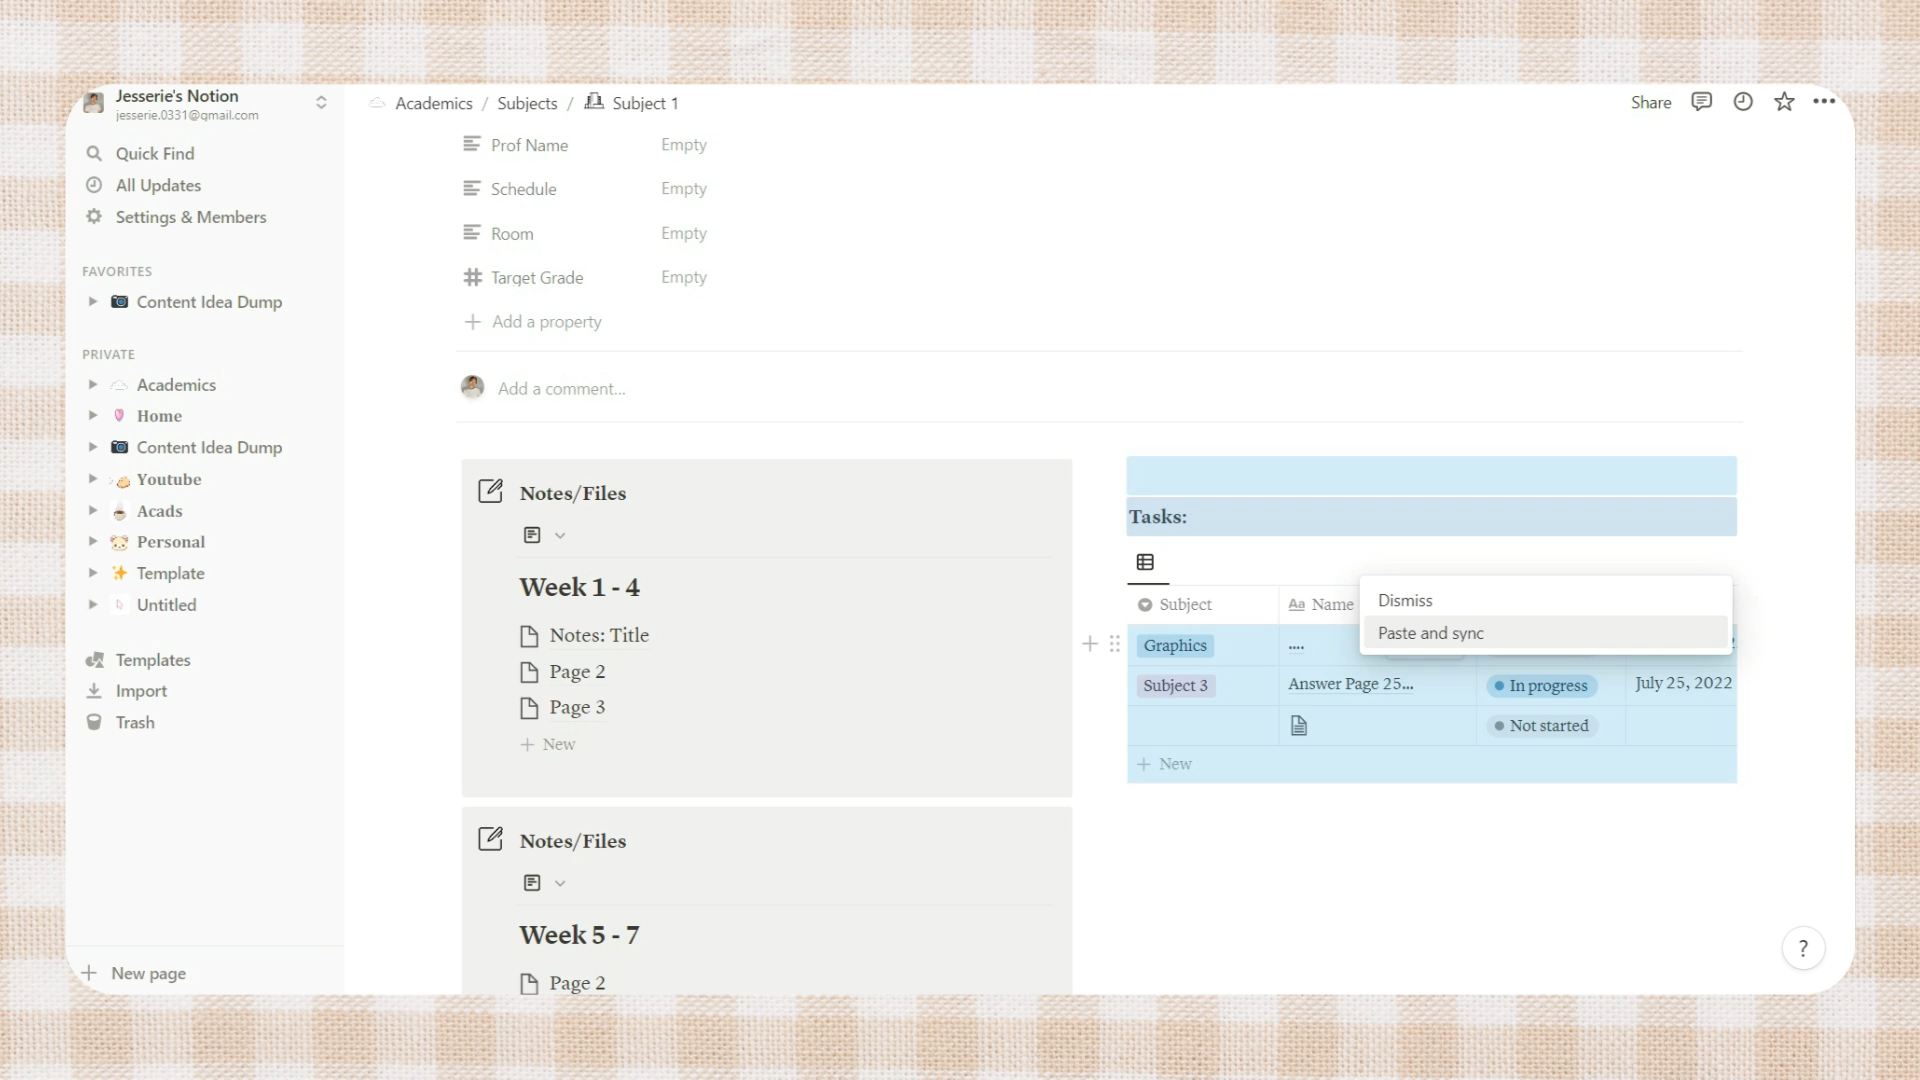 Jesserie's Notion
jesserie.0331@gmail.com
Quick Find
All Updates
Settings & Members
FAVORITES
Content Idea Dump
PRIVATE
Academics
Home
Content Idea Dump
Youtube
Acads
Personal
Template
Untitled
Templates
Import
Trash
New page
Academics / Subjects / Subject 1
Share
Prof Name Empty
Schedule Empty
Room Empty
Target Grade Empty
Add a property
Add a comment...
Notes/Files
Week 1 - 4
Notes: Title
Page 2
Page 3
New
Notes/Files
Week 5 - 7
Page 2
Tasks:
Subject Aa Name
Dismiss
Paste and sync
Graphics ....
Subject 3 Answer Page 25... In progress July 25, 2022
Not started
New
?